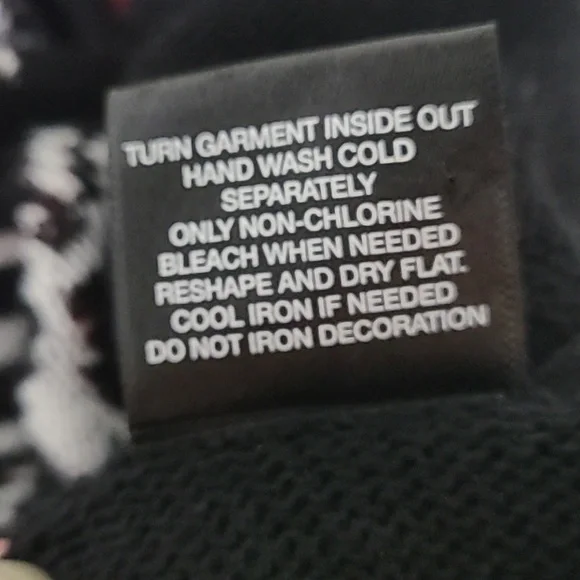 TURN GARMENT INSIDE OUT
HAND WASH COLD
SEPARATELY
ONLY NON-CHLORINE
BLEACH WHEN NEEDED
RESHAPE AND DRY FLAT.
COOL IRON IF NEEDED
DO NOT IRON DECORATION